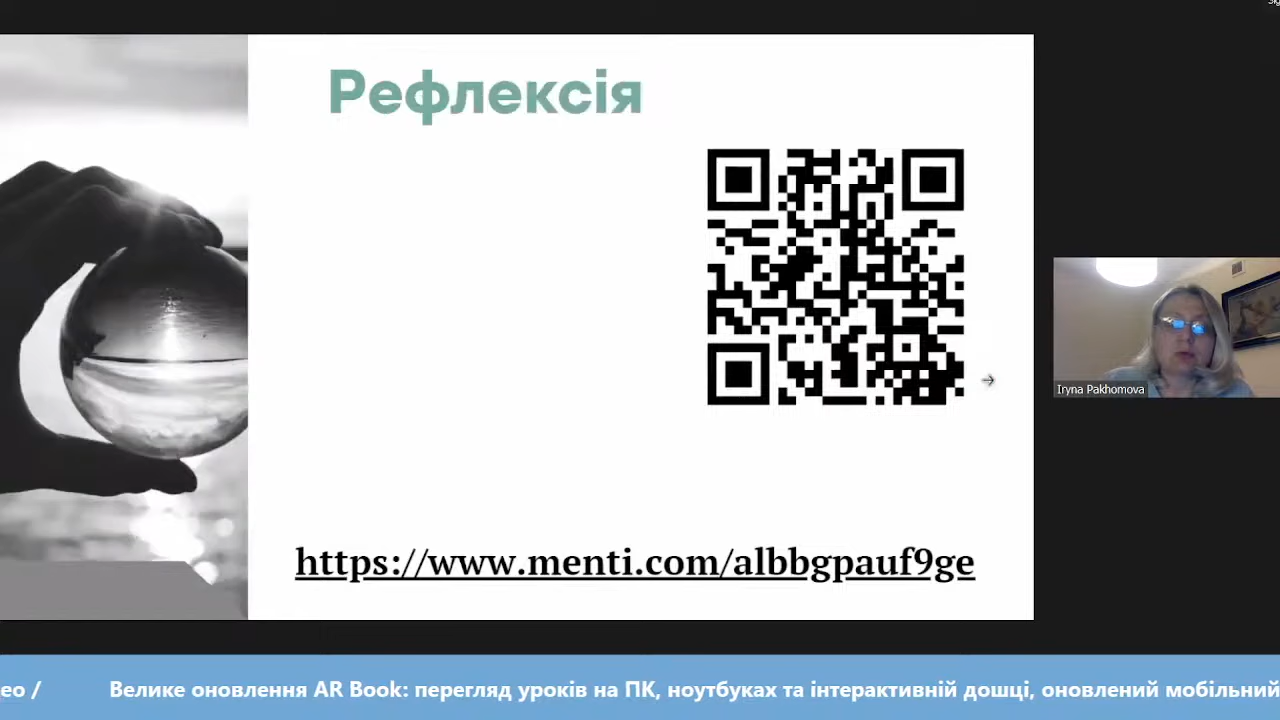 Рефлексія
Iryna Pakhomova
https://www.menti.com/albbgpauf9ge
ео / Велике оновлення AR Book: перегляд уроків на ПК, ноутбуках та інтерактивній дошці, оновлений мобільний